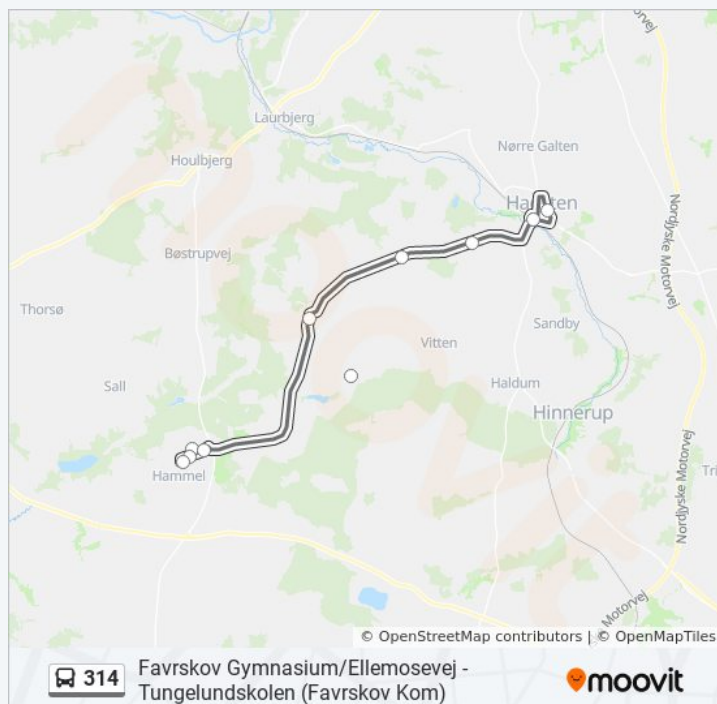 Laurbjerg
Nørre Galten
Houlbjerg
Nordjyske Motorvej
Bøstrupvej
Thorsø
Sandby
Vitten
Sall
Haldum
Hinnerup
Hammel
Nordjyske Motorvej
Motorvej
© OpenStreetMap contributors | © OpenMapTiles
314
Favrskov Gymnasium/Ellemosevej -
Tungelundskolen (Favrskov Kom)
moovit